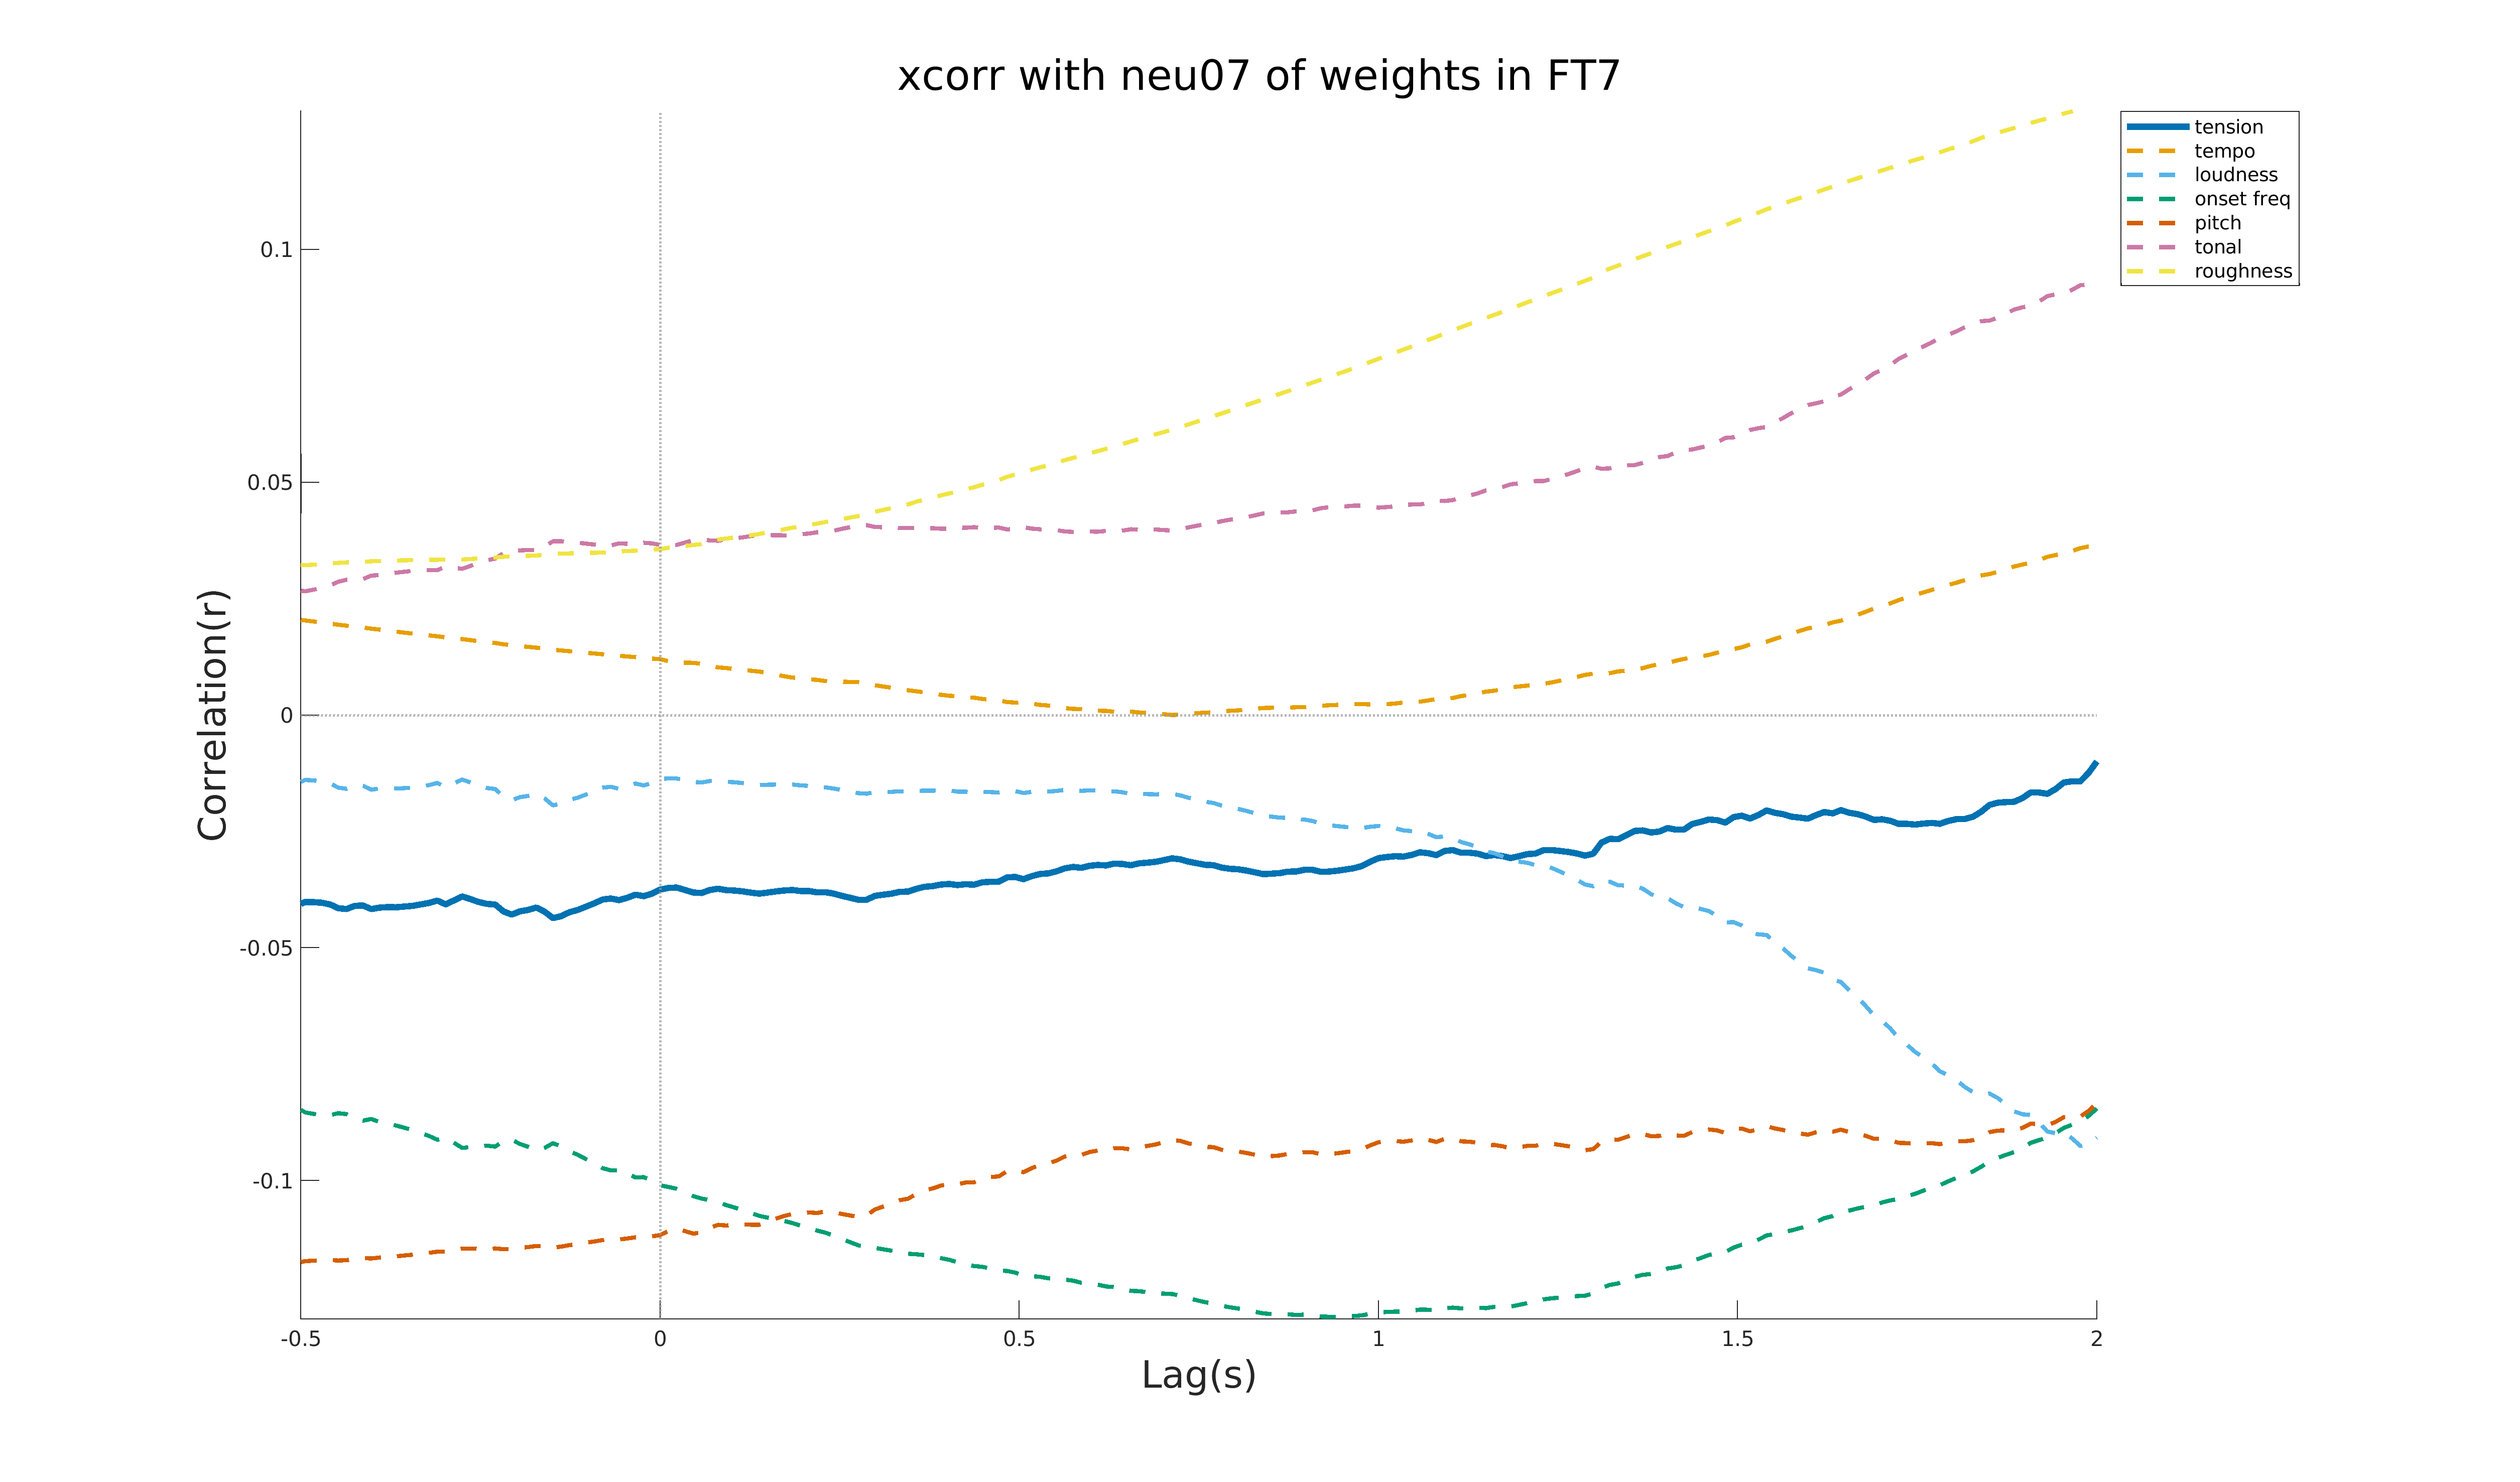 xcorr with neu07 of weights in FT7
tension
tempo
loudness
onset freq
pitch
tonal
roughness
Correlation(r)
0.1
0.05
0
-0.05
-0.1
-0.5
0
0.5
1
1.5
2
Lag(s)